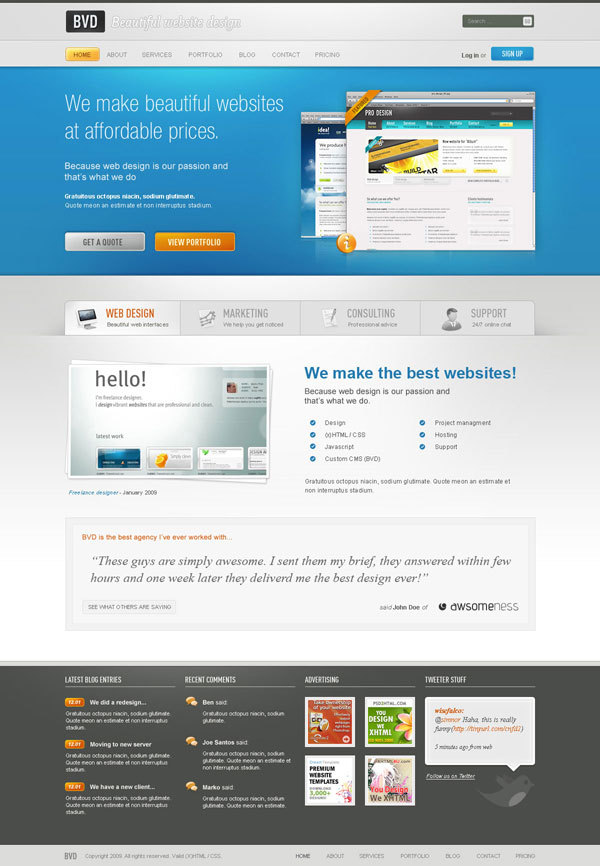 BVD Beautiful website design
Search ...
HOME ABOUT SERVICES PORTFOLIO BLOG CONTACT PRICING
Log in or SIGN UP
We make beautiful websites
at affordable prices.
Because web design is our passion and
that's what we do
Gratuitous octopus niacin, sodium glutimate.
Quote meon an estimate et non interruptus stadium.
GET A QUOTE VIEW PORTFOLIO
FEATURED
PRO DESIGN
idea!
WEB DESIGN
Beautiful web interfaces
MARKETING
We help you get noticed
CONSULTING
Professional advice
SUPPORT
24/7 online chat
hello!
I'm freelance designer.
I design vibrant websites that are professional and clean.
latest work
Freelance designer - January 2009
We make the best websites!
Because web design is our passion and
that's what we do.
Design
(x)HTML / CSS
Javascript
Custom CMS (BVD)
Project managment
Hosting
Support
Gratuitous octopus niacin, sodium glutimate. Quote meon an estimate et
non interruptus stadium.
BVD is the best agency I've ever worked with...
“These guys are simply awesome. I sent them my brief, they answered within few
hours and one week later they deliverd me the best design ever!”
SEE WHAT OTHERS ARE SAYING
said John Doe of awsomeness
LATEST BLOG ENTRIES
12.01 We did a redesign...
Gratuitous octopus niacin, sodium glutimate.
Quote meon an estimate et non interruptus
stadium.
12.01 Moving to new server
Gratuitous octopus niacin, sodium glutimate.
Quote meon an estimate et non interruptus
stadium.
12.01 We have a new client...
Gratuitous octopus niacin, sodium glutimate.
Quote meon an estimate et non interruptus
stadium.
RECENT COMMENTS
Ben said:
Gratuitous octopus niacin, sodium
glutimate.
Joe Santos said:
Gratuitous octopus niacin, sodium
glutimate. Quote meon an estimate et
non interruptus stadium.
Marko said:
Gratuitous octopus niacin, sodium
glutimate. Quote meon an estimate et
non interruptus stadium.
ADVERTISING
Take Ownership
of your website
PSD2HTML.COM
YOU
DESIGN
WE
XHTML
PREMIUM
WEBSITE
TEMPLATES
DOWNLOAD
3,000+
You Design
We XHTML
TWEETER STUFF
wisefalco:
Haha, this is really
5 minutes ago from web
Follow us on Twitter
BVD Copyright 2009. All rights reserved. Valid (X)HTML / CSS.
HOME ABOUT SERVICES PORTFOLIO BLOG CONTACT PRICING